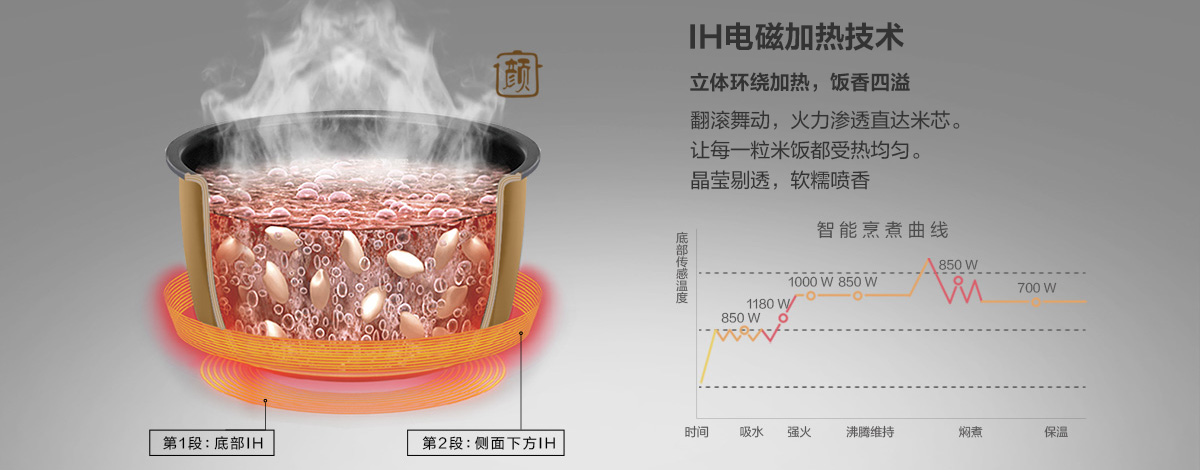 IH电磁加热技术
立体环绕加热，饭香四溢
翻滚舞动，火力渗透直达米芯。
让每一粒米饭都受热均匀。
晶莹剔透，软糯喷香
颜
智能烹煮曲线
底部传感温度
850 W
1180 W
1000 W
850 W
850 W
700 W
时间
吸水
强火
沸腾维持
焖煮
保温
第1段：底部IH
第2段：侧面下方IH